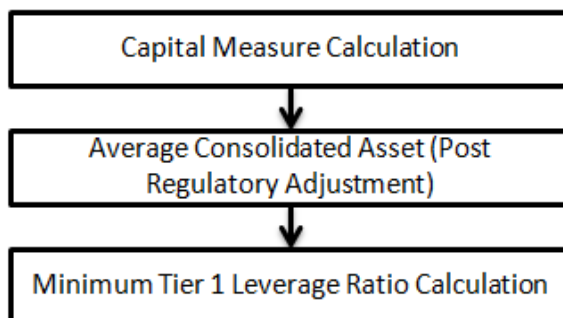 Capital Measure Calculation
Average Consolidated Asset (Post
Regulatory Adjustment)
Minimum Tier 1 Leverage Ratio Calculation